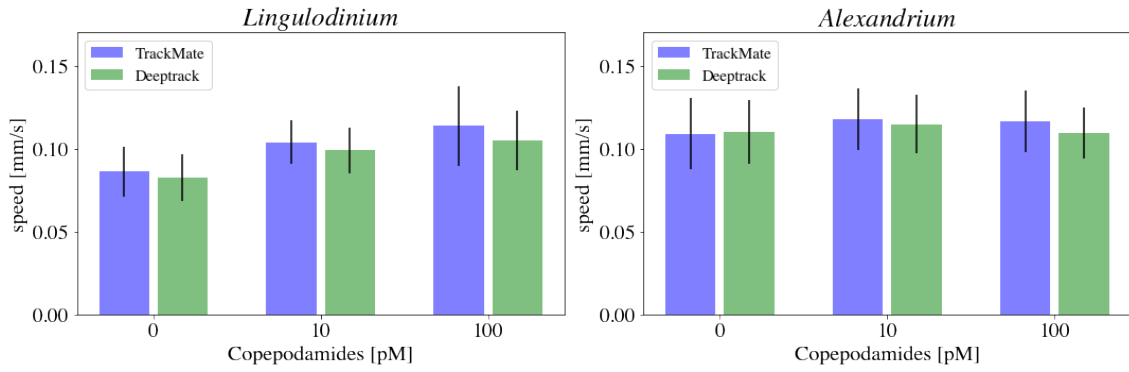 Lingulodinium
TrackMate
Deeptrack
0.15
0.10
0.05
0.00
speed [mm/s]
0
10
100
Copepodamides [pM]
Alexandrium
TrackMate
Deeptrack
0.15
0.10
0.05
0.00
speed [mm/s]
0
10
100
Copepodamides [pM]